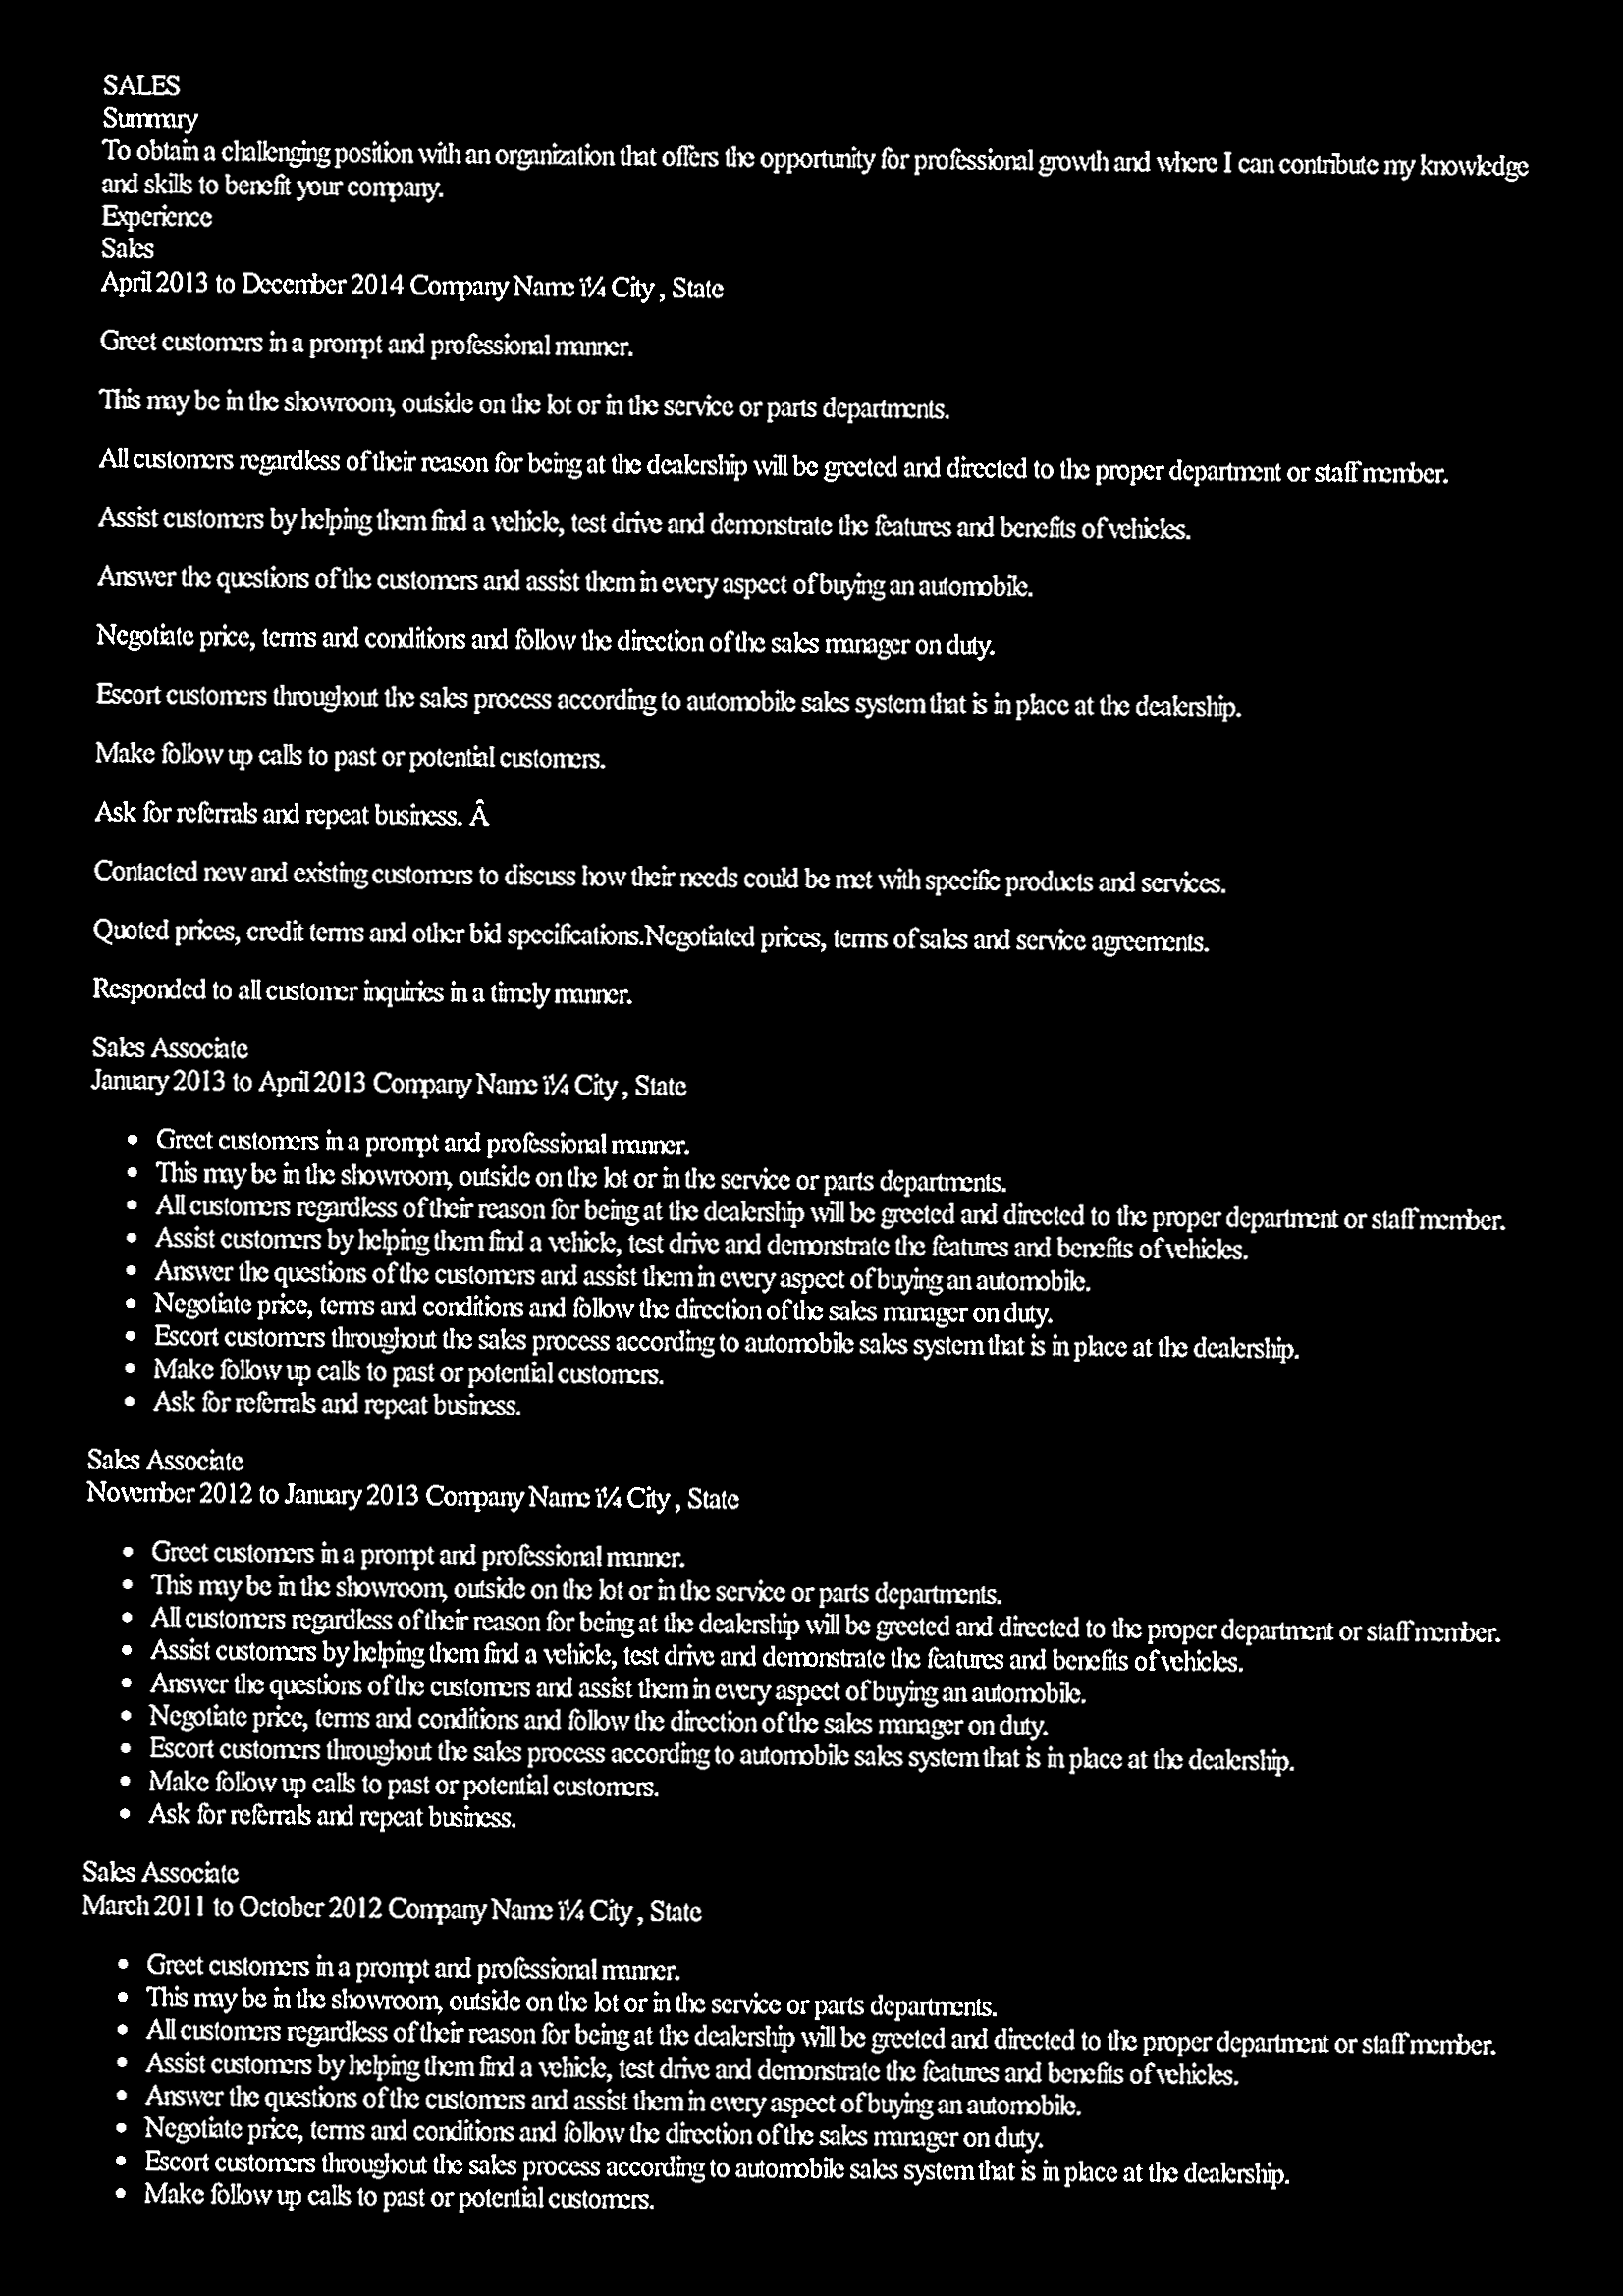 SALES
Summary
To obtain a challenging position with an organization that offers the opportunity for professional growth and where I can contribute my knowledge
and skills to benefit your company.
Experience
Sales
April 2013 to December 2014 Company Name ï¼ City , State
Greet customers in a prompt and professional manner.
This may be in the showroom, outside on the lot or in the service or parts departments.
All customers regardless of their reason for being at the dealership will be greeted and directed to the proper department or staff member.
Assist customers by helping them find a vehicle, test drive and demonstrate the features and benefits of vehicles.
Answer the questions of the customers and assist them in every aspect of buying an automobile.
Negotiate price, terms and conditions and follow the direction of the sales manager on duty.
Escort customers throughout the sales process according to automobile sales system that is in place at the dealership.
Make follow up calls to past or potential customers.
Ask for referrals and repeat business. Â
Contacted new and existing customers to discuss how their needs could be met with specific products and services.
Quoted prices, credit terms and other bid specifications.Negotiated prices, terms of sales and service agreements.
Responded to all customer inquiries in a timely manner.
Sales Associate
January 2013 to April 2013 Company Name ï¼ City , State
• Greet customers in a prompt and professional manner.
• This may be in the showroom, outside on the lot or in the service or parts departments.
• All customers regardless of their reason for being at the dealership will be greeted and directed to the proper department or staff member.
• Assist customers by helping them find a vehicle, test drive and demonstrate the features and benefits of vehicles.
• Answer the questions of the customers and assist them in every aspect of buying an automobile.
• Negotiate price, terms and conditions and follow the direction of the sales manager on duty.
• Escort customers throughout the sales process according to automobile sales system that is in place at the dealership.
• Make follow up calls to past or potential customers.
• Ask for referrals and repeat business.
Sales Associate
November 2012 to January 2013 Company Name ï¼ City , State
• Greet customers in a prompt and professional manner.
• This may be in the showroom, outside on the lot or in the service or parts departments.
• All customers regardless of their reason for being at the dealership will be greeted and directed to the proper department or staff member.
• Assist customers by helping them find a vehicle, test drive and demonstrate the features and benefits of vehicles.
• Answer the questions of the customers and assist them in every aspect of buying an automobile.
• Negotiate price, terms and conditions and follow the direction of the sales manager on duty.
• Escort customers throughout the sales process according to automobile sales system that is in place at the dealership.
• Make follow up calls to past or potential customers.
• Ask for referrals and repeat business.
Sales Associate
March 2011 to October 2012 Company Name ï¼ City , State
• Greet customers in a prompt and professional manner.
• This may be in the showroom, outside on the lot or in the service or parts departments.
• All customers regardless of their reason for being at the dealership will be greeted and directed to the proper department or staff member.
• Assist customers by helping them find a vehicle, test drive and demonstrate the features and benefits of vehicles.
• Answer the questions of the customers and assist them in every aspect of buying an automobile.
• Negotiate price, terms and conditions and follow the direction of the sales manager on duty.
• Escort customers throughout the sales process according to automobile sales system that is in place at the dealership.
• Make follow up calls to past or potential customers.